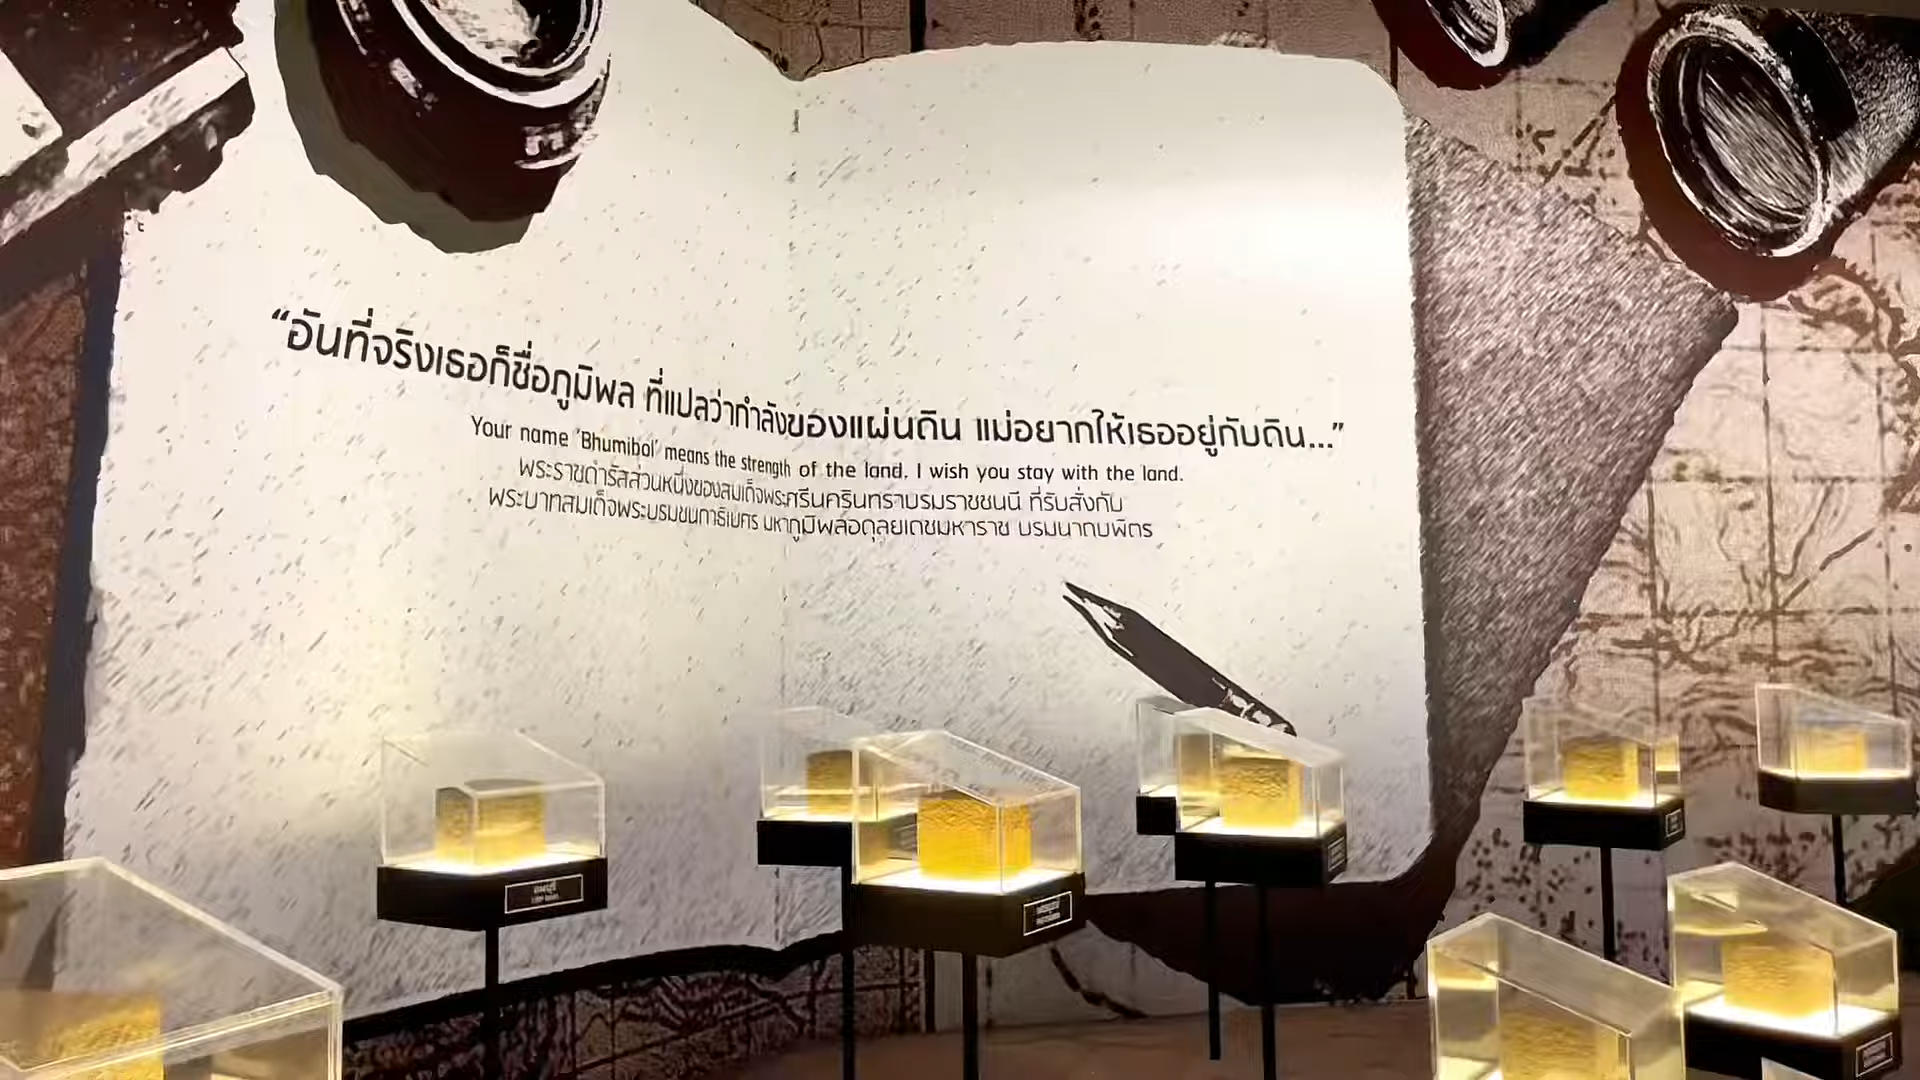 “อันที่จริงเธอก็ชื่อภูมิพล ที่แปลว่ากำลังของแผ่นดิน แม่อยากให้เธออยู่กับดิน...”
Your name ‘Bhumibol’ means the strength of the land. I wish you stay with the land.
พระราชดำรัสส่วนหนึ่งของสมเด็จพระศรีนครินทราบรมราชชนนี ที่รับสั่งกับ
พระบาทสมเด็จพระบรมชนกาธิเบศร มหาภูมิพลอดุลยเดชมหาราช บรมนาถบพิตร